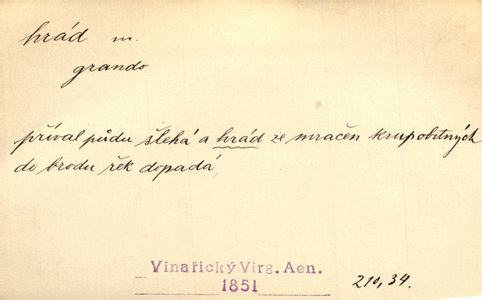 hrád m.
grando
příval půdu šlehá a hrád ze mračen krupobitných
do brodu řek dopadá
Vinařický Virg. Aen.
1851
210, 34.